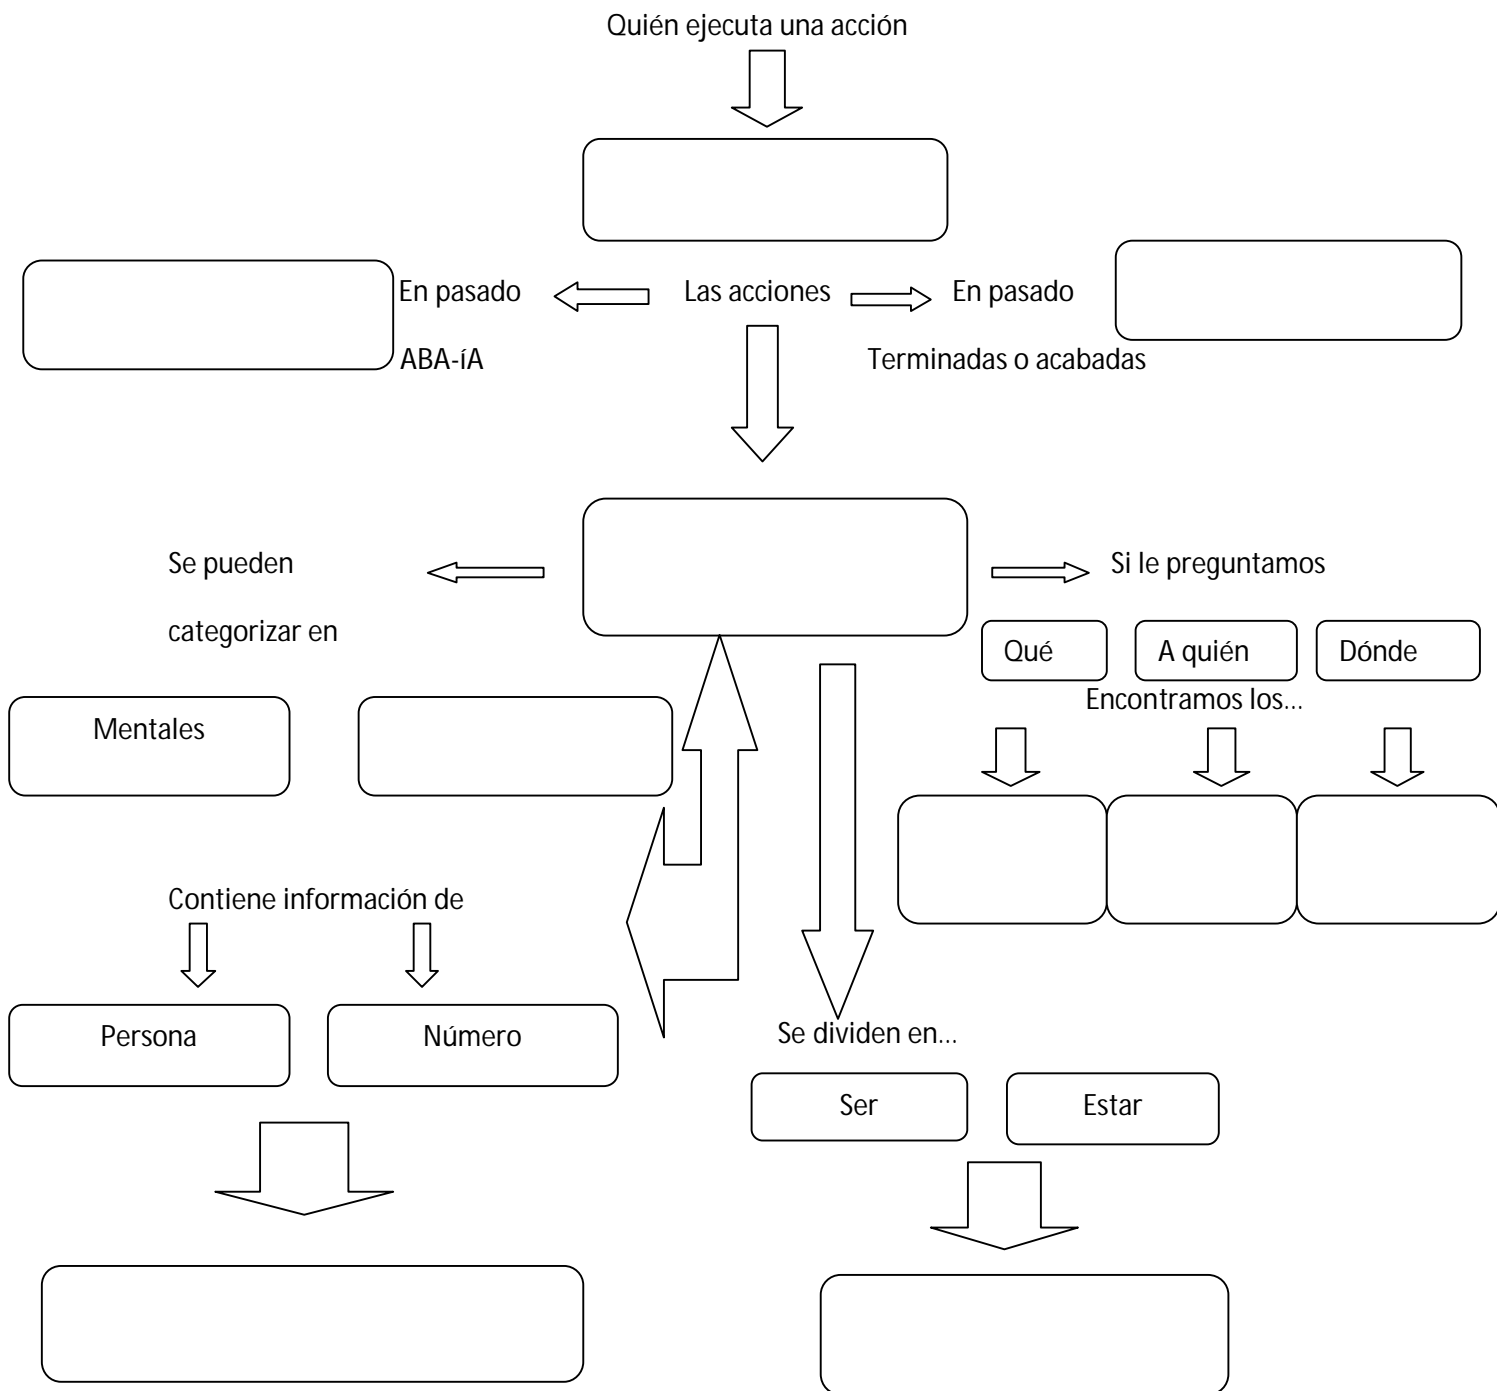 Quién ejecuta una acción
En pasado
Las acciones
En pasado
ABA-íA
Terminadas o acabadas
Se pueden
categorizar en
Si le preguntamos
Qué
A quién
Dónde
Encontramos los...
Mentales
Contiene información de
Persona
Número
Se dividen en...
Ser
Estar